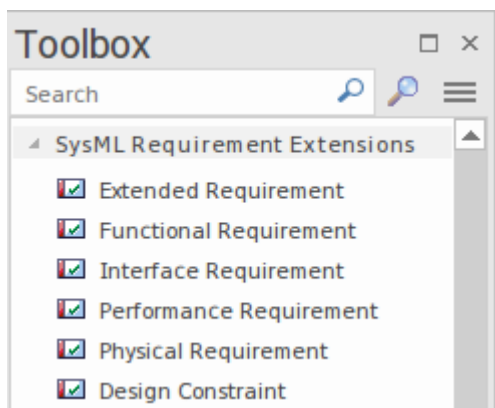 Toolbox
Search
SysML Requirement Extensions
Extended Requirement
Functional Requirement
Interface Requirement
Performance Requirement
Physical Requirement
Design Constraint